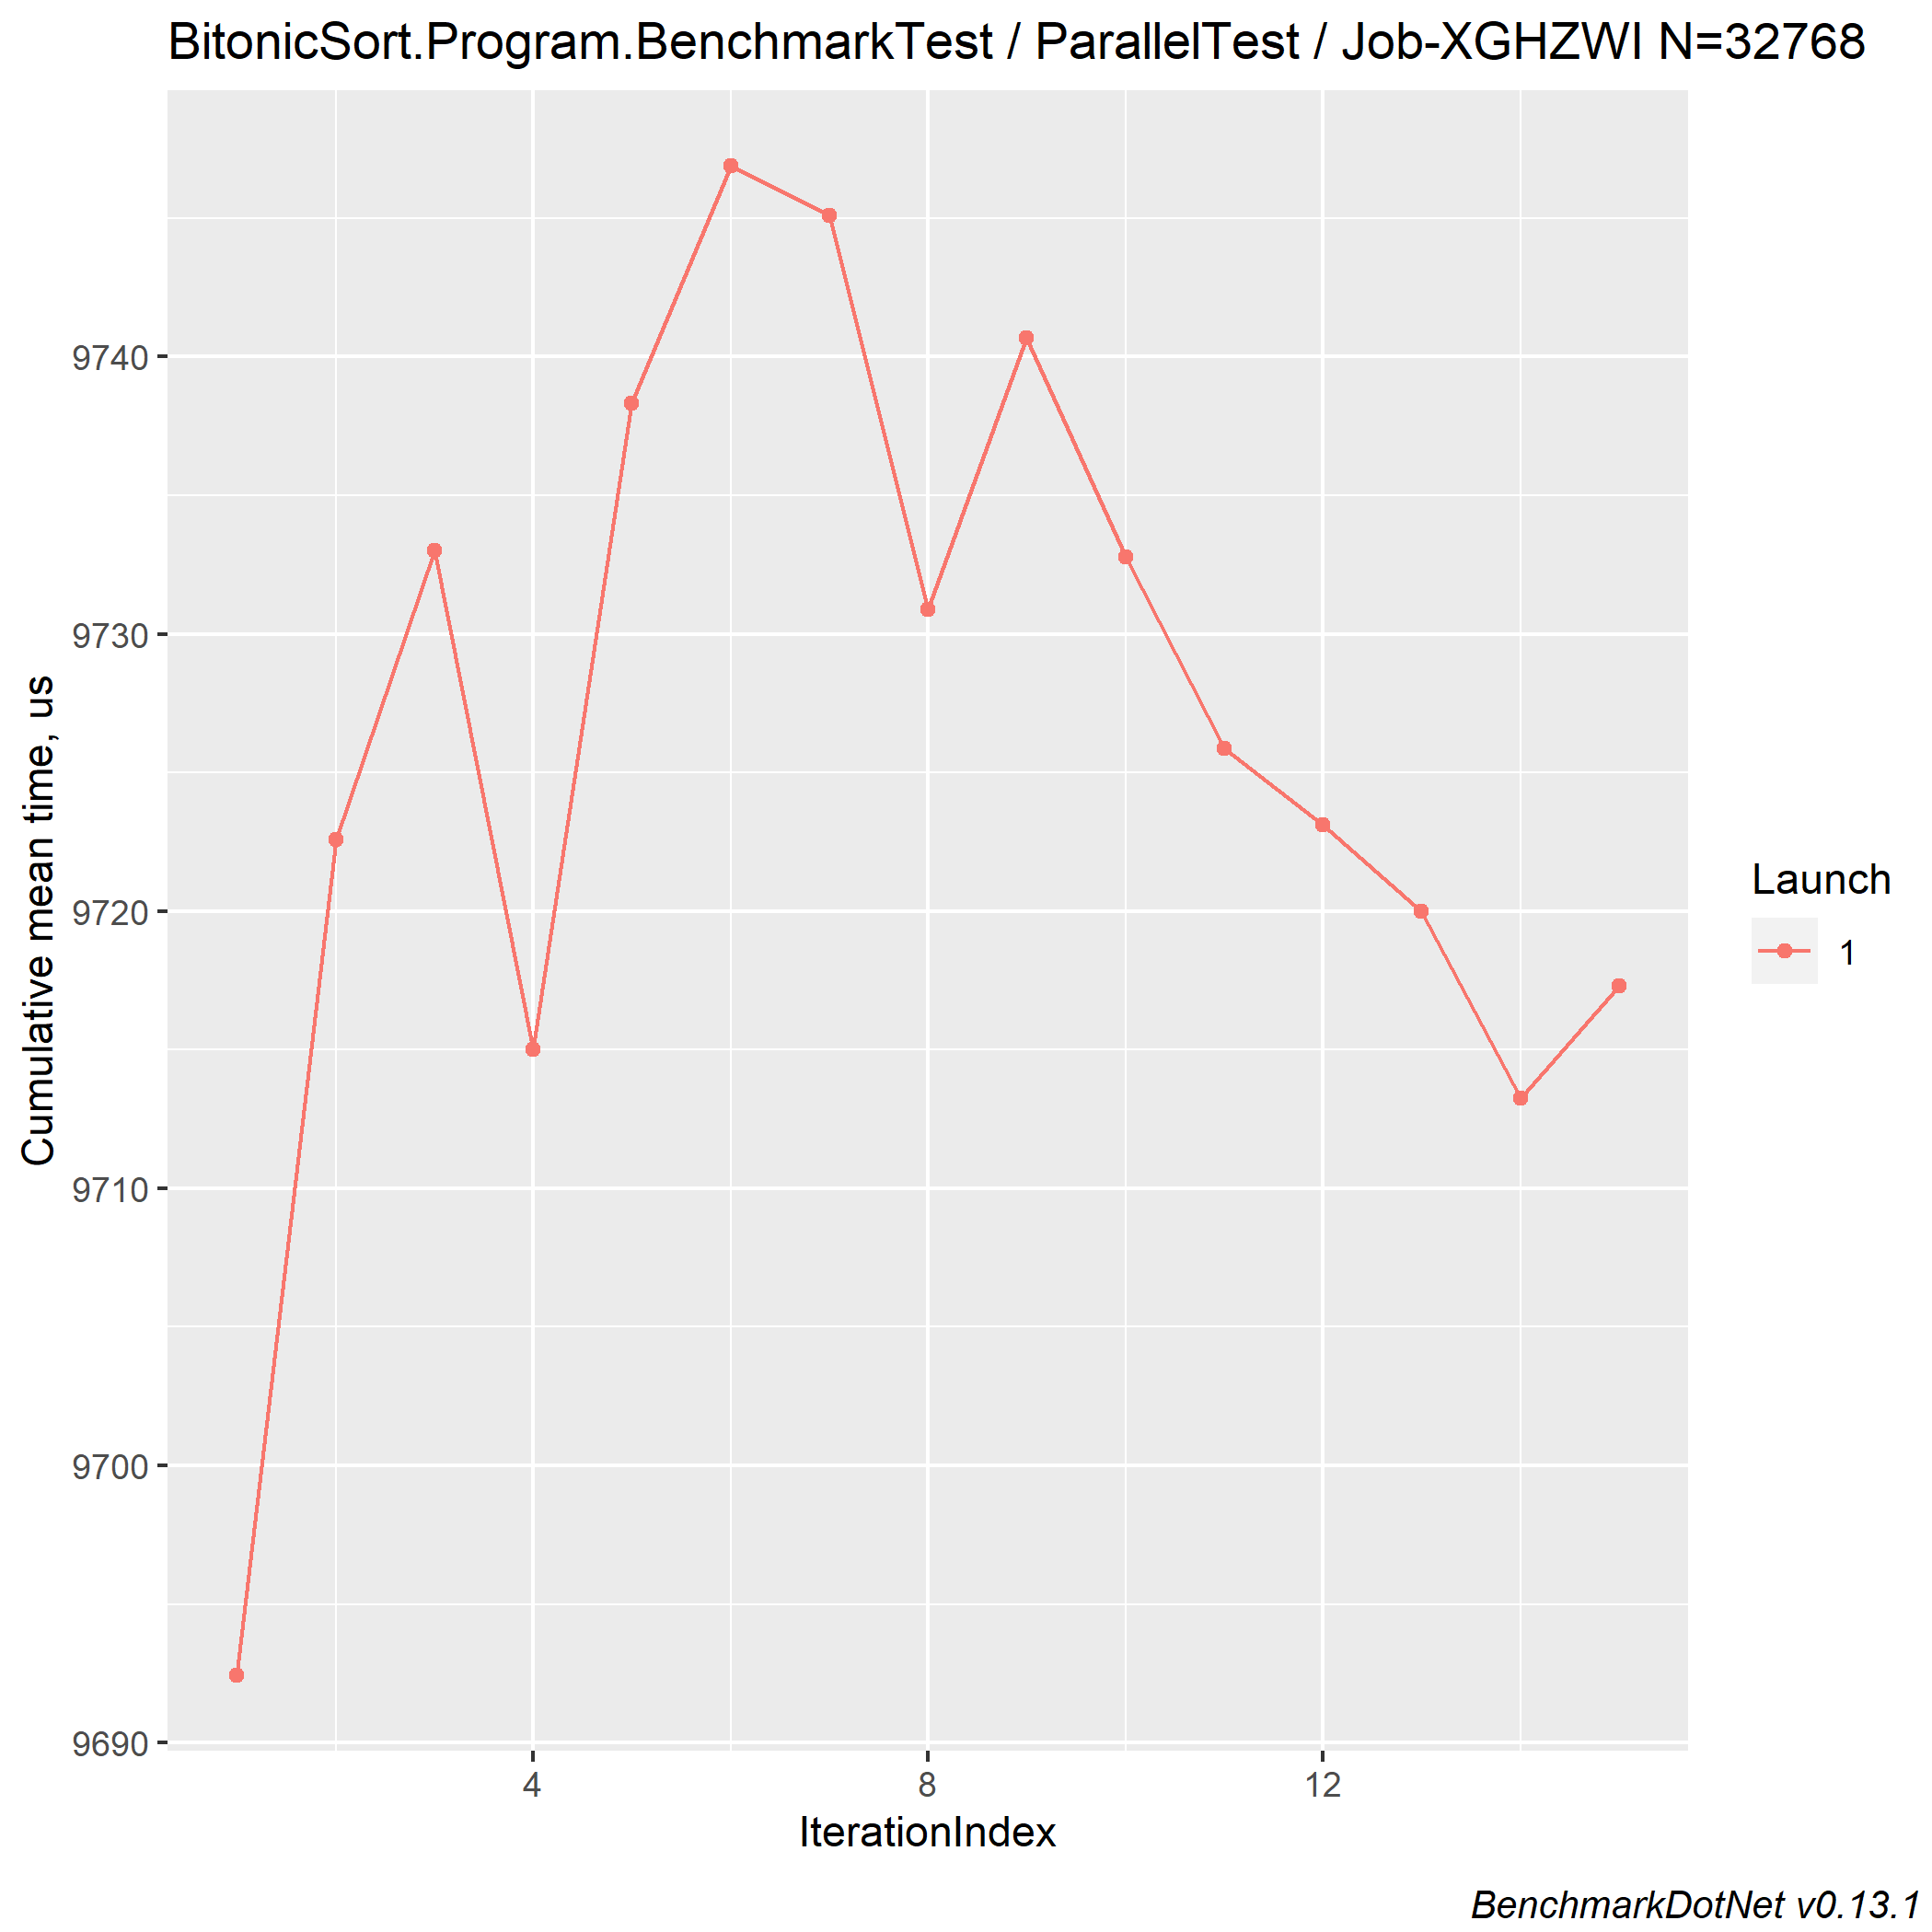 BitonicSort.Program.BenchmarkTest / ParallelTest / Job-XGHZWI N=32768
Cumulative mean time, us
9740
9730
9720
9710
9700
9690
4 8 12
IterationIndex
Launch
1
BenchmarkDotNet v0.13.1